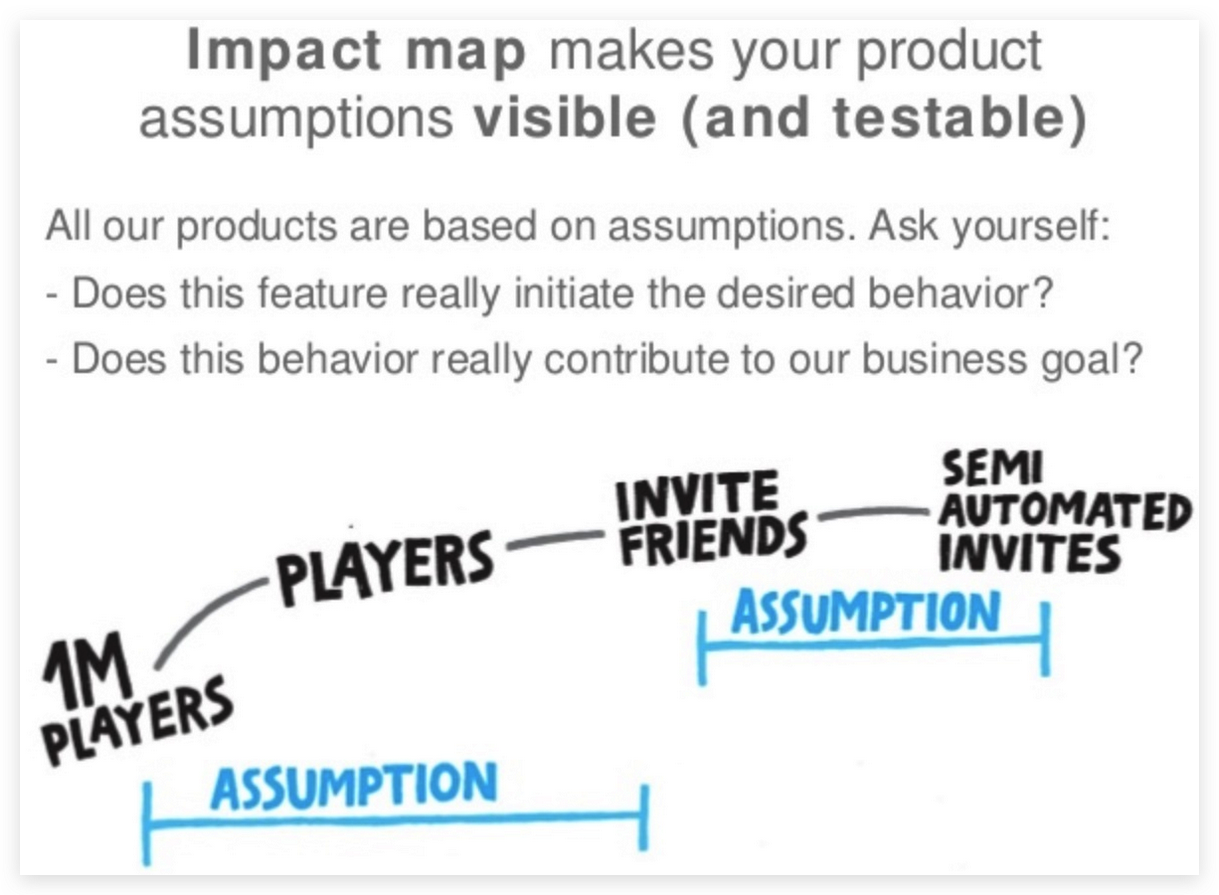 Impact map makes your product
assumptions visible (and testable)
All our products are based on assumptions. Ask yourself:
- Does this feature really initiate the desired behavior?
- Does this behavior really contribute to our business goal?
1M
PLAYERS
PLAYERS
INVITE
FRIENDS
SEMI
AUTOMATED
INVITES
ASSUMPTION
ASSUMPTION